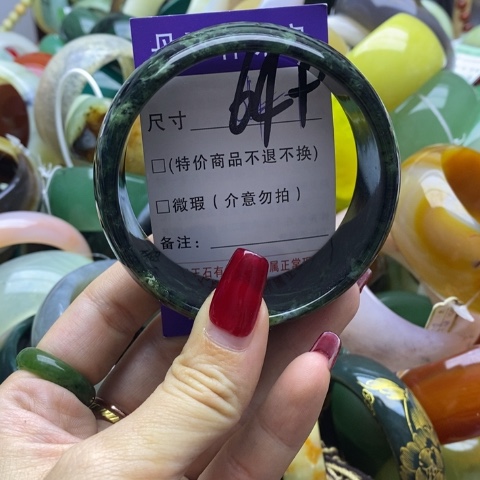 64+
尺寸
□(特价商品不退不换)
□微瑕(介意勿拍)
备注: